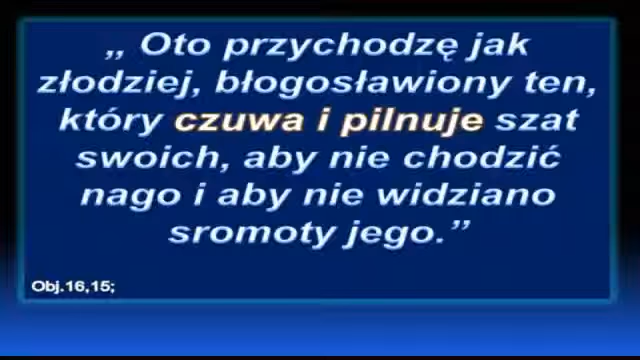 „ Oto przychodzę jak
złodziej, błogosławiony ten,
który czuwa i pilnuje szat
swoich, aby nie chodzić
nago i aby nie widziano
sromoty jego.”
Obj.16,15;